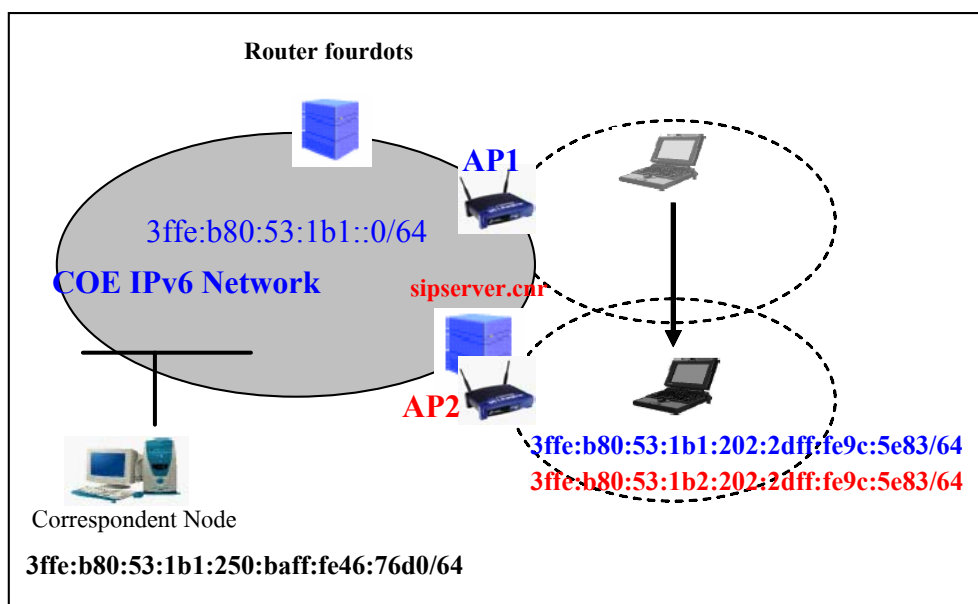 Router fourdots
AP1
3ffe:b80:53:1b1::0/64
COE IPv6 Network
sipserver.cnr
AP2
3ffe:b80:53:1b1:202:2dff:fe9c:5e83/64
3ffe:b80:53:1b2:202:2dff:fe9c:5e83/64
Correspondent Node
3ffe:b80:53:1b1:250:baff:fe46:76d0/64